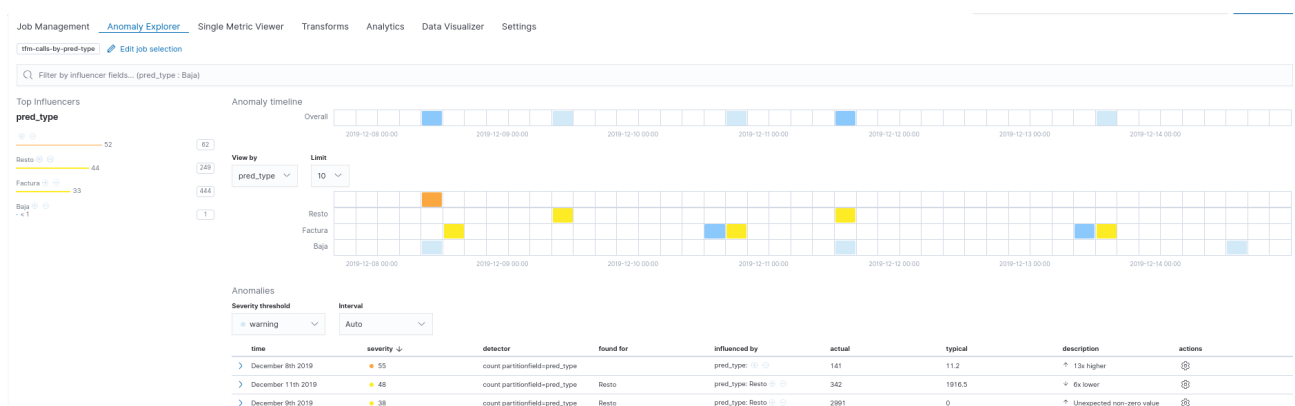 Job Management Anomaly Explorer Single Metric Viewer Transforms Analytics Data Visualizer Settings
tfm-calls-by-pred-type Edit job selection
Filter by influencer fields... (pred_type : Baja)
Top Influencers
pred_type
52 62
Resto
44 249
Factura
33 444
Baja
- < 1 1
Anomaly timeline
Overall
2019-12-08 00:00 2019-12-09 00:00 2019-12-10 00:00 2019-12-11 00:00 2019-12-12 00:00 2019-12-13 00:00 2019-12-14 00:00
View by Limit
pred_type 10
Resto
Factura
Baja
2019-12-08 00:00 2019-12-09 00:00 2019-12-10 00:00 2019-12-11 00:00 2019-12-12 00:00 2019-12-13 00:00 2019-12-14 00:00
Anomalies
Severity threshold Interval
warning Auto
time severity detector found for influenced by actual typical description actions
December 8th 2019 55 count partitionfield=pred_type pred_type: 141 11.2 13x higher
December 11th 2019 48 count partitionfield=pred_type Resto pred_type: Resto 342 1916.5 6x lower
December 9th 2019 38 count partitionfield=pred_type Resto pred_type: Resto 2991 0 Unexpected non-zero value